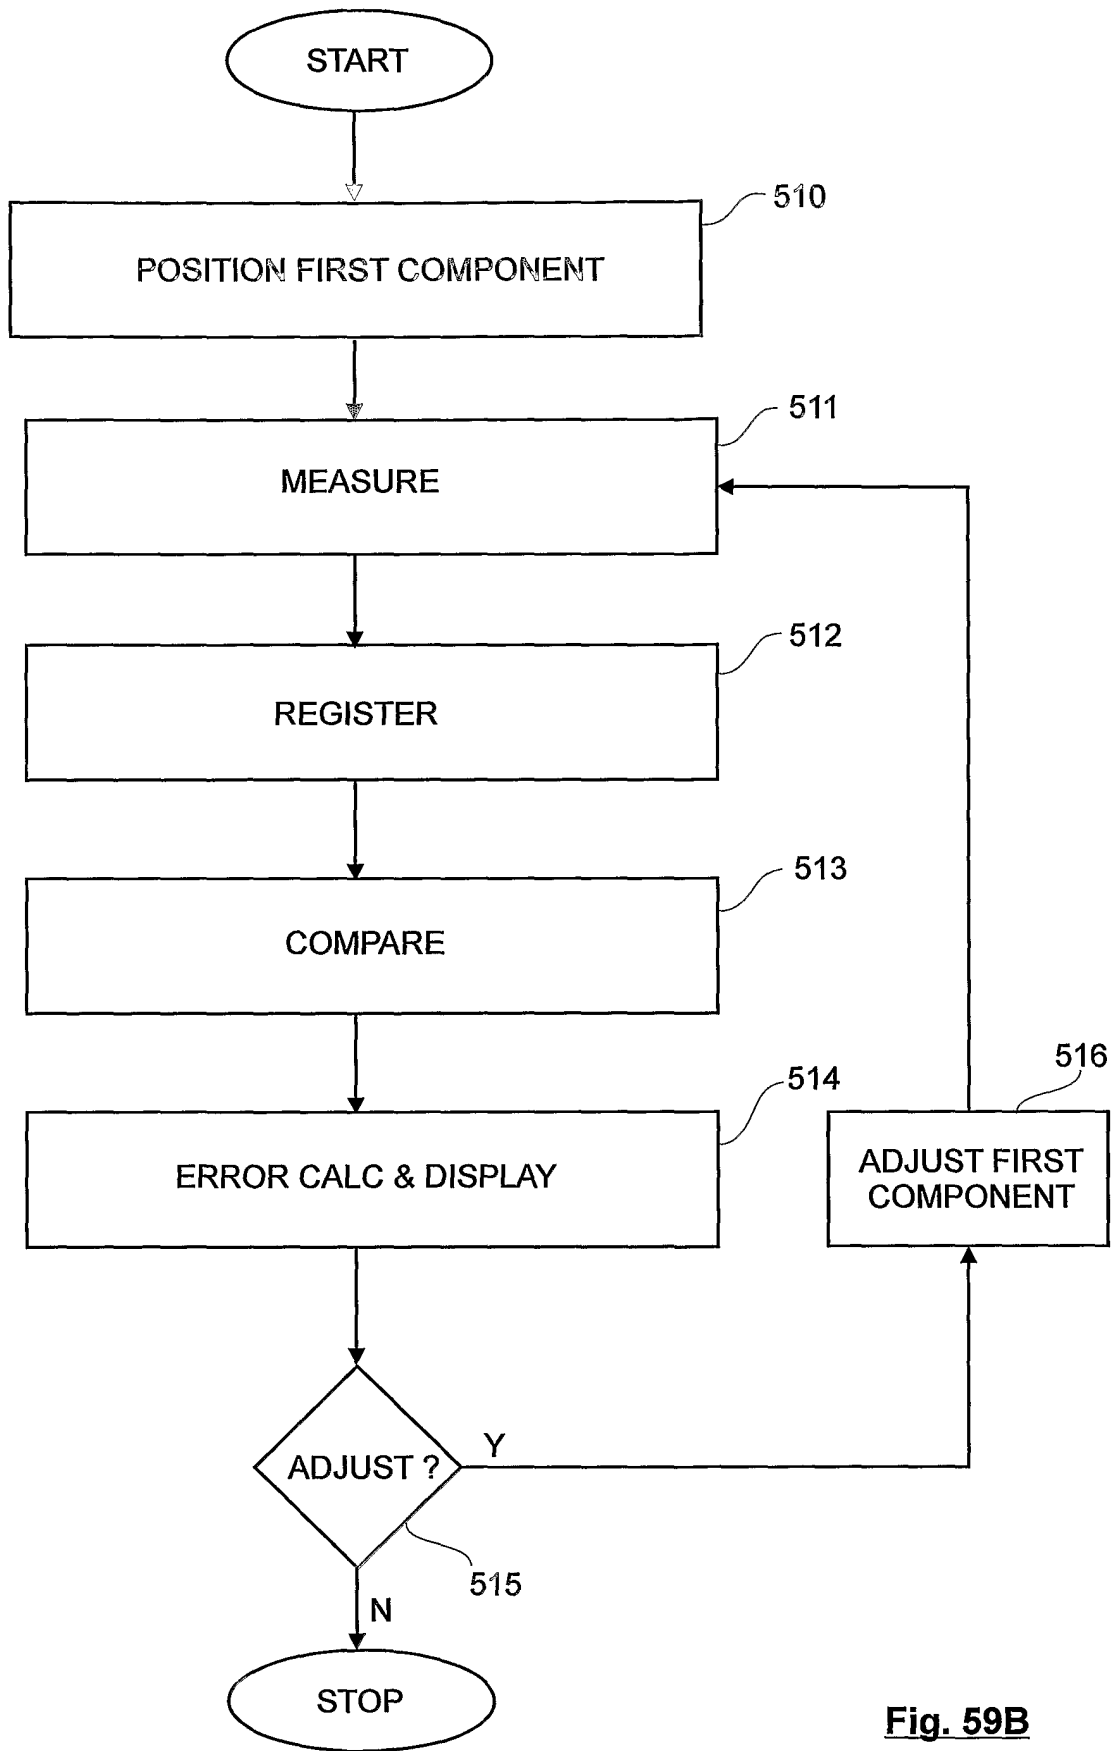 START
510
POSITION FIRST COMPONENT
511
MEASURE
512
REGISTER
513
COMPARE
514
ERROR CALC & DISPLAY
516
ADJUST FIRST
COMPONENT
Y
ADJUST ?
515
N
STOP
Fig. 59B